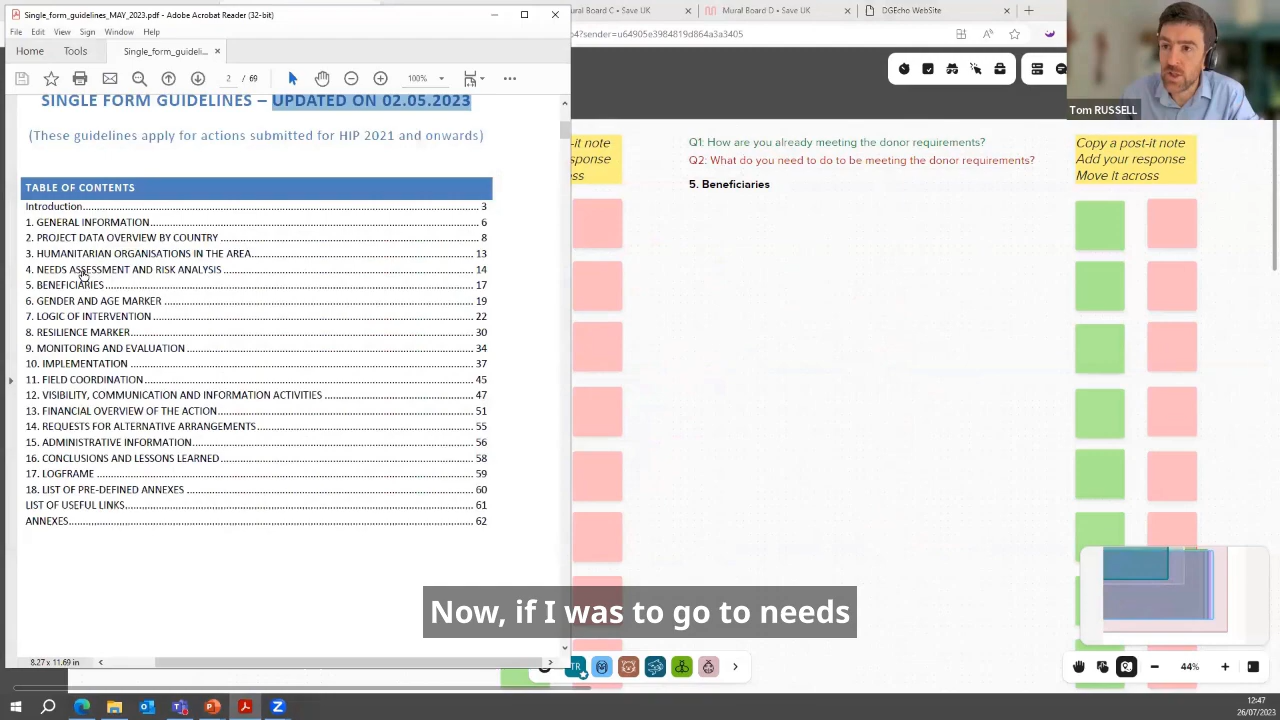 Single_form_guidelines_MAY_2023.pdf - Adobe Acrobat Reader (32-bit)
File Edit View Sign Window Help
Home Tools Single_form_guideli...
2 / 69 100%
SINGLE FORM GUIDELINES – UPDATED ON 02.05.2023
(These guidelines apply for actions submitted for HIP 2021 and onwards)
TABLE OF CONTENTS
Introduction 3
1. GENERAL INFORMATION 6
2. PROJECT DATA OVERVIEW BY COUNTRY 8
3. HUMANITARIAN ORGANISATIONS IN THE AREA 13
4. NEEDS ASSESSMENT AND RISK ANALYSIS 14
5. BENEFICIARIES 17
6. GENDER AND AGE MARKER 19
7. LOGIC OF INTERVENTION 22
8. RESILIENCE MARKER 30
9. MONITORING AND EVALUATION 34
10. IMPLEMENTATION 37
11. FIELD COORDINATION 45
12. VISIBILITY, COMMUNICATION AND INFORMATION ACTIVITIES 47
13. FINANCIAL OVERVIEW OF THE ACTION 51
14. REQUESTS FOR ALTERNATIVE ARRANGEMENTS 55
15. ADMINISTRATIVE INFORMATION 56
16. CONCLUSIONS AND LESSONS LEARNED 58
17. LOGFRAME 59
18. LIST OF PRE-DEFINED ANNEXES 60
LIST OF USEFUL LINKS 61
ANNEXES 62
8.27 x 11.69 in
ural Board C • Save UK
Mural Board D • Save UK
DGEcho WebSite
o4?sender=u64905e3984819d864a3a3405
Tom RUSSELL
-it note
sponse
ss
Q1: How are you already meeting the donor requirements?
Q2: What do you need to do to be meeting the donor requirements?
5. Beneficiaries
Copy a post-it note
Add your response
Move it across
Now, if I was to go to needs
TR
44%
12:47
26/07/2023